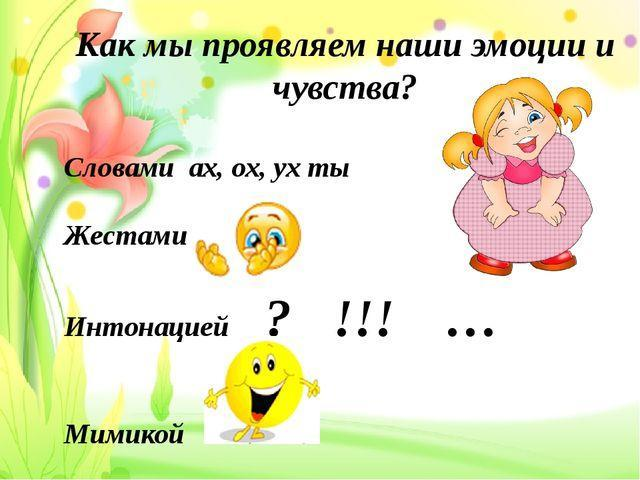 Как мы проявляем наши эмоции и
чувства?
Словами ах, ох, ух ты
Жестами
Интонацией ? !!! …
Мимикой